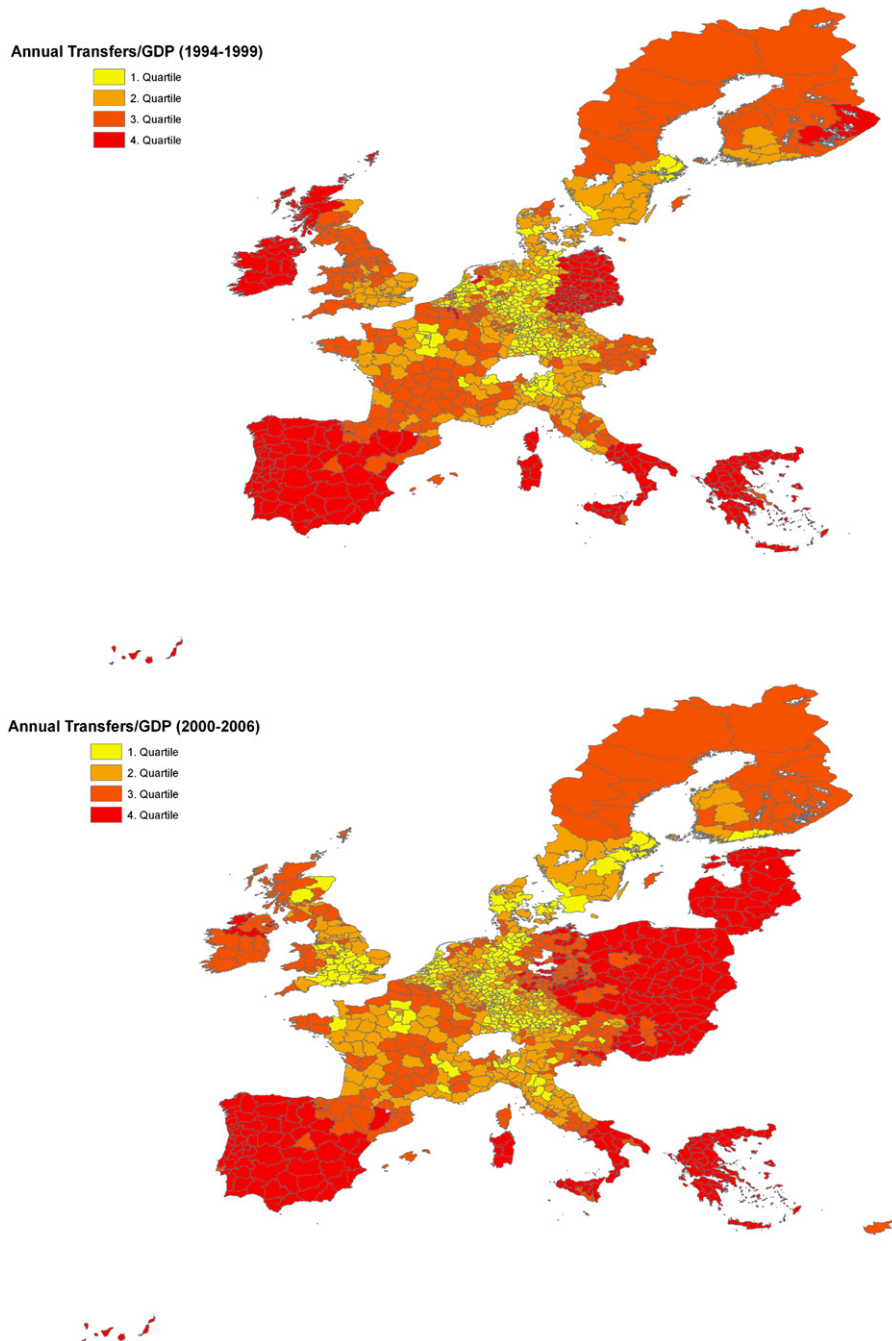 Annual Transfers/GDP (1994-1999)
1. Quartile
2. Quartile
3. Quartile
4. Quartile
Annual Transfers/GDP (2000-2006)
1. Quartile
2. Quartile
3. Quartile
4. Quartile